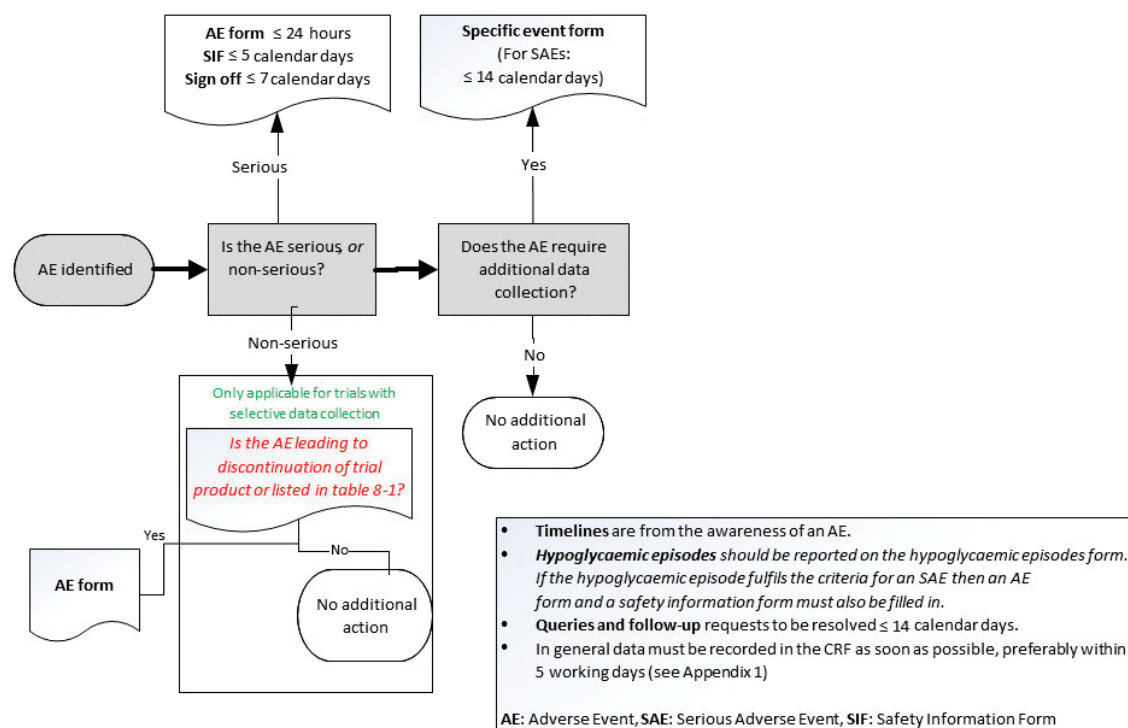 AE form ≤ 24 hours
SIF ≤ 5 calendar days
Sign off ≤ 7 calendar days
Specific event form
(For SAEs:
≤ 14 calendar days)
Serious
Yes
AE identified
Is the AE serious, or
non-serious?
Does the AE require
additional data
collection?
Non-serious
No
Only applicable for trials with
selective data collection
No additional
action
Is the AE leading to
discontinuation of trial
product or listed in table 8-1?
Yes
No
AE form
No additional
action
• Timelines are from the awareness of an AE.
• Hypoglycaemic episodes should be reported on the hypoglycaemic episodes form.
If the hypoglycaemic episode fulfils the criteria for an SAE then an AE
form and a safety information form must also be filled in.
• Queries and follow-up requests to be resolved ≤ 14 calendar days.
• In general data must be recorded in the CRF as soon as possible, preferably within
5 working days (see Appendix 1)
AE: Adverse Event, SAE: Serious Adverse Event, SIF: Safety Information Form